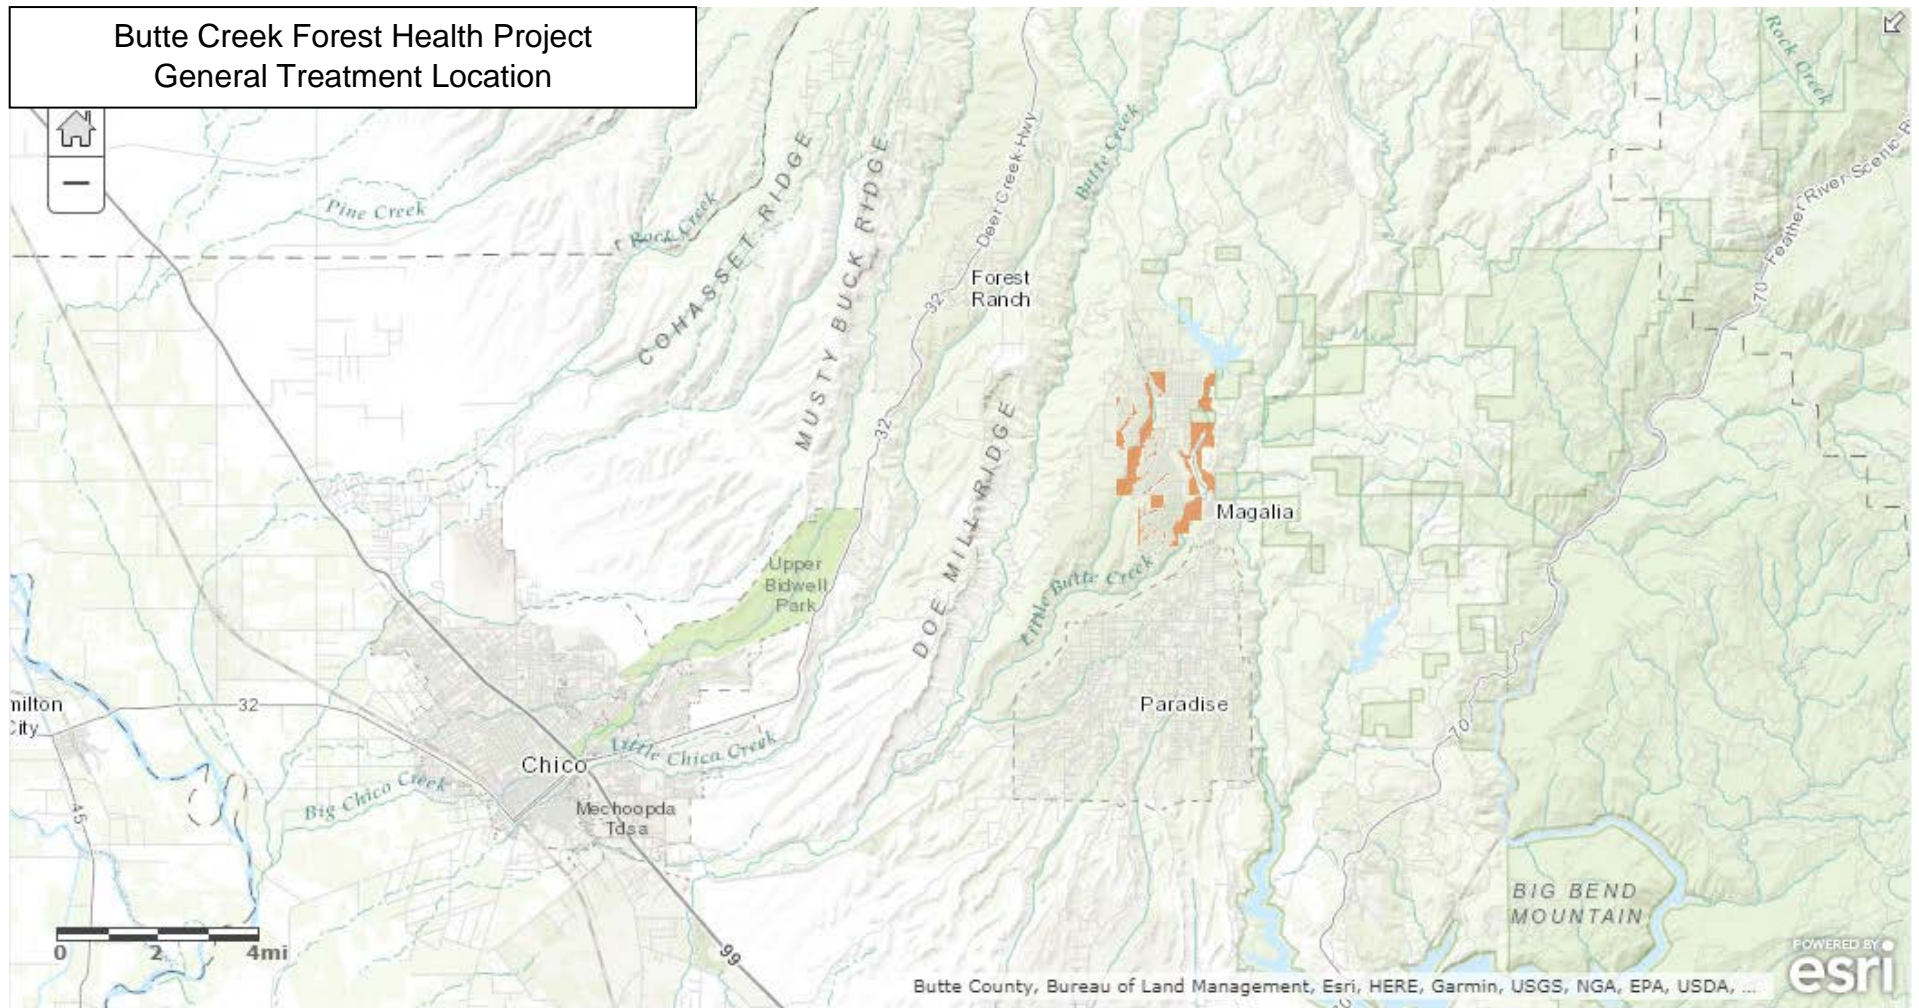 Butte Creek Forest Health Project
General Treatment Location
Rock Creek
Feather River Scenic B
70
Pine Creek
Rock Creek
COHASSET RIDGE
MUSTY BUCK RIDGE
Deer Creek Hwy
Butte Creek
32
Forest
Ranch
32
DOE MILL RIDGE
Magalia
Upper
Bidwell
Park
Little Butte Creek
milton
City
32
Paradise
70
Chico
Little Chico Creek
Big Chico Creek
Mechoopda
Tdsa
45
99
BIG BEND
MOUNTAIN
0 2 4mi
70
POWERED BY
esri
Butte County, Bureau of Land Management, Esri, HERE, Garmin, USGS, NGA, EPA, USDA, ...